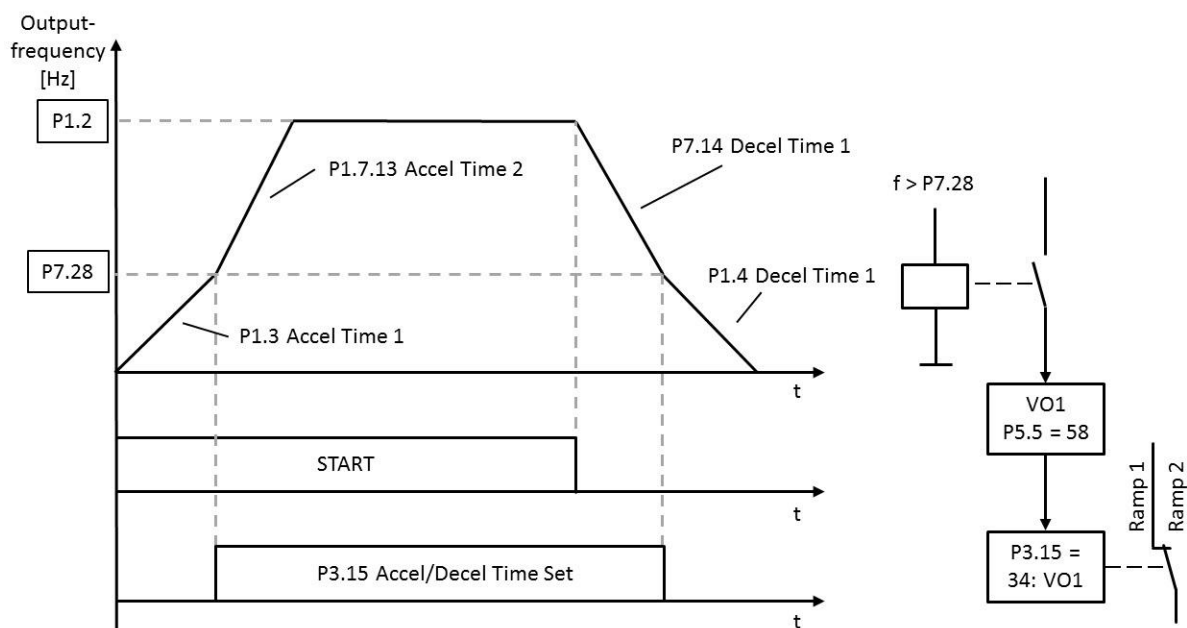 Output-
frequency
[Hz]
P1.2
P1.7.13 Accel Time 2
P7.14 Decel Time 1
f > P7.28
P7.28
P1.4 Decel Time 1
P1.3 Accel Time 1
t
VO1
P5.5 = 58
START
t
Ramp 1
Ramp 2
P3.15 =
34: VO1
P3.15 Accel/Decel Time Set
t